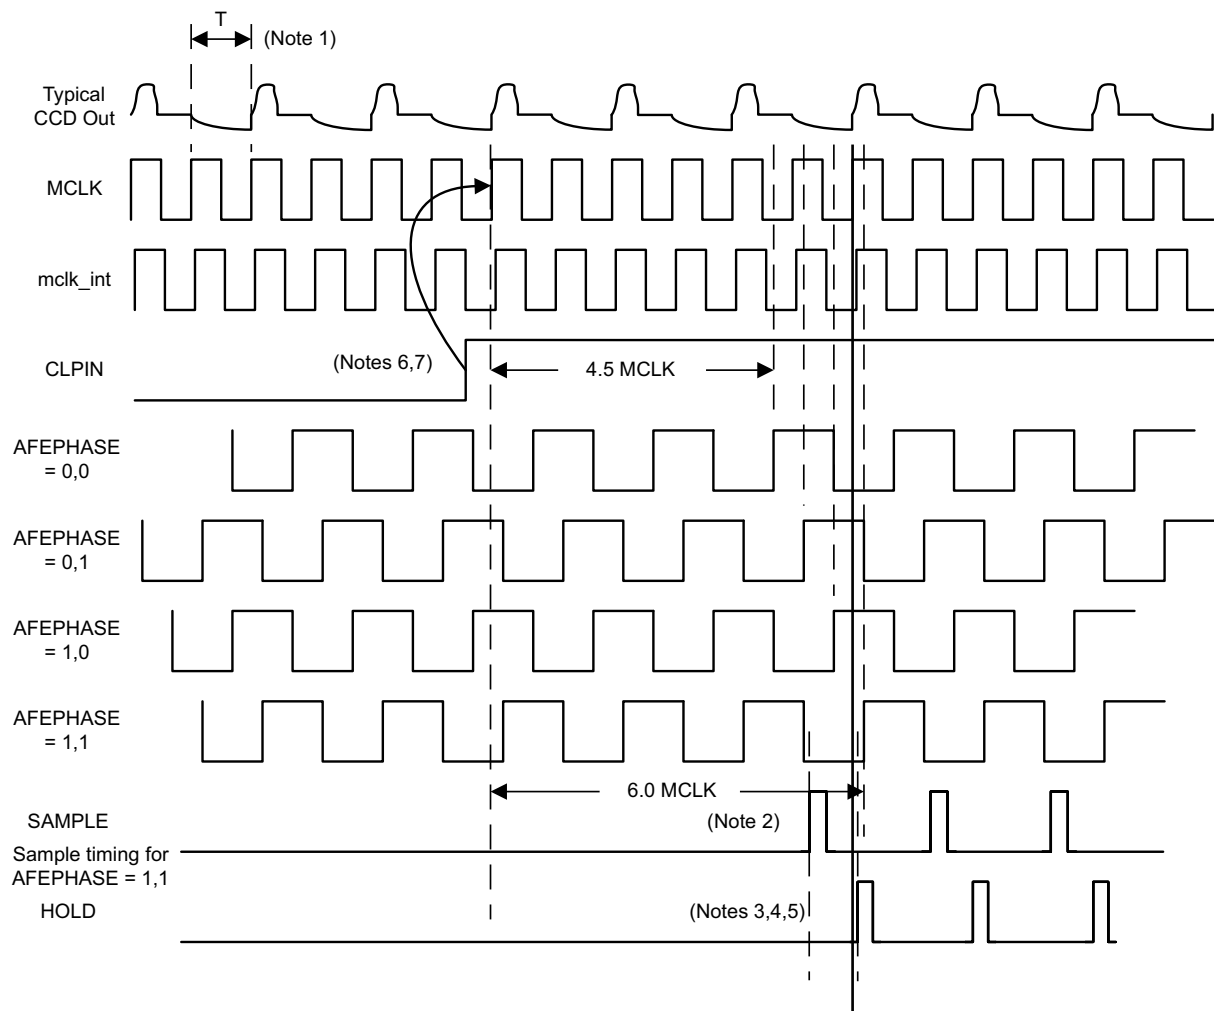 T
(Note 1)
Typical
CCD Out
MCLK
mclk_int
CLPIN
(Notes 6,7)
4.5 MCLK
AFEPHASE
= 0,0
AFEPHASE
= 0,1
AFEPHASE
= 1,0
AFEPHASE
= 1,1
6.0 MCLK
SAMPLE
(Note 2)
Sample timing for
AFEPHASE = 1,1
HOLD
(Notes 3,4,5)